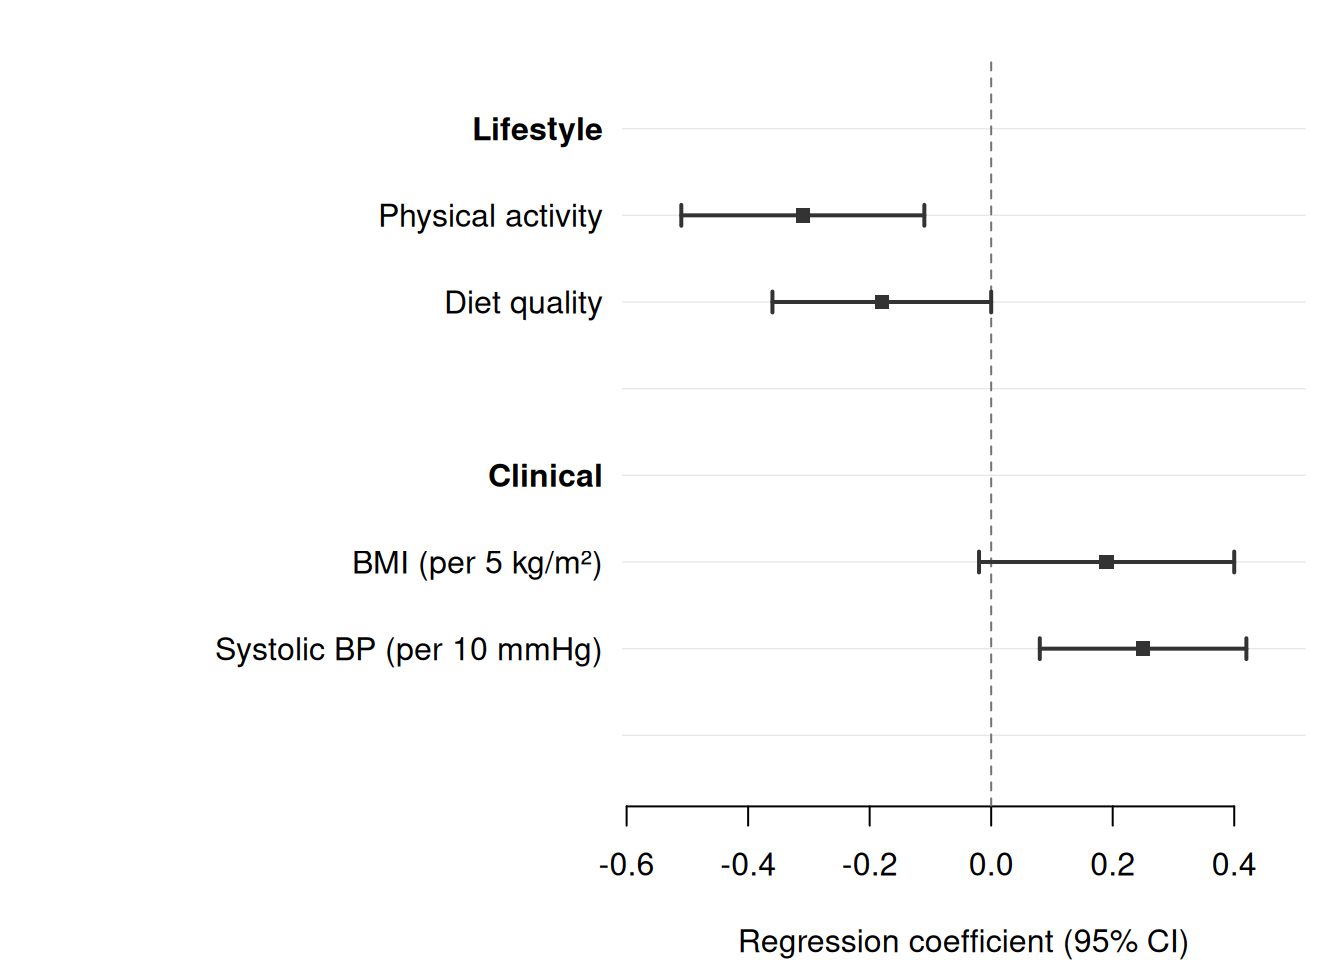 Lifestyle
Physical activity
Diet quality
Clinical
BMI (per 5 kg/m²)
Systolic BP (per 10 mmHg)
-0.6 -0.4 -0.2 0.0 0.2 0.4
Regression coefficient (95% CI)